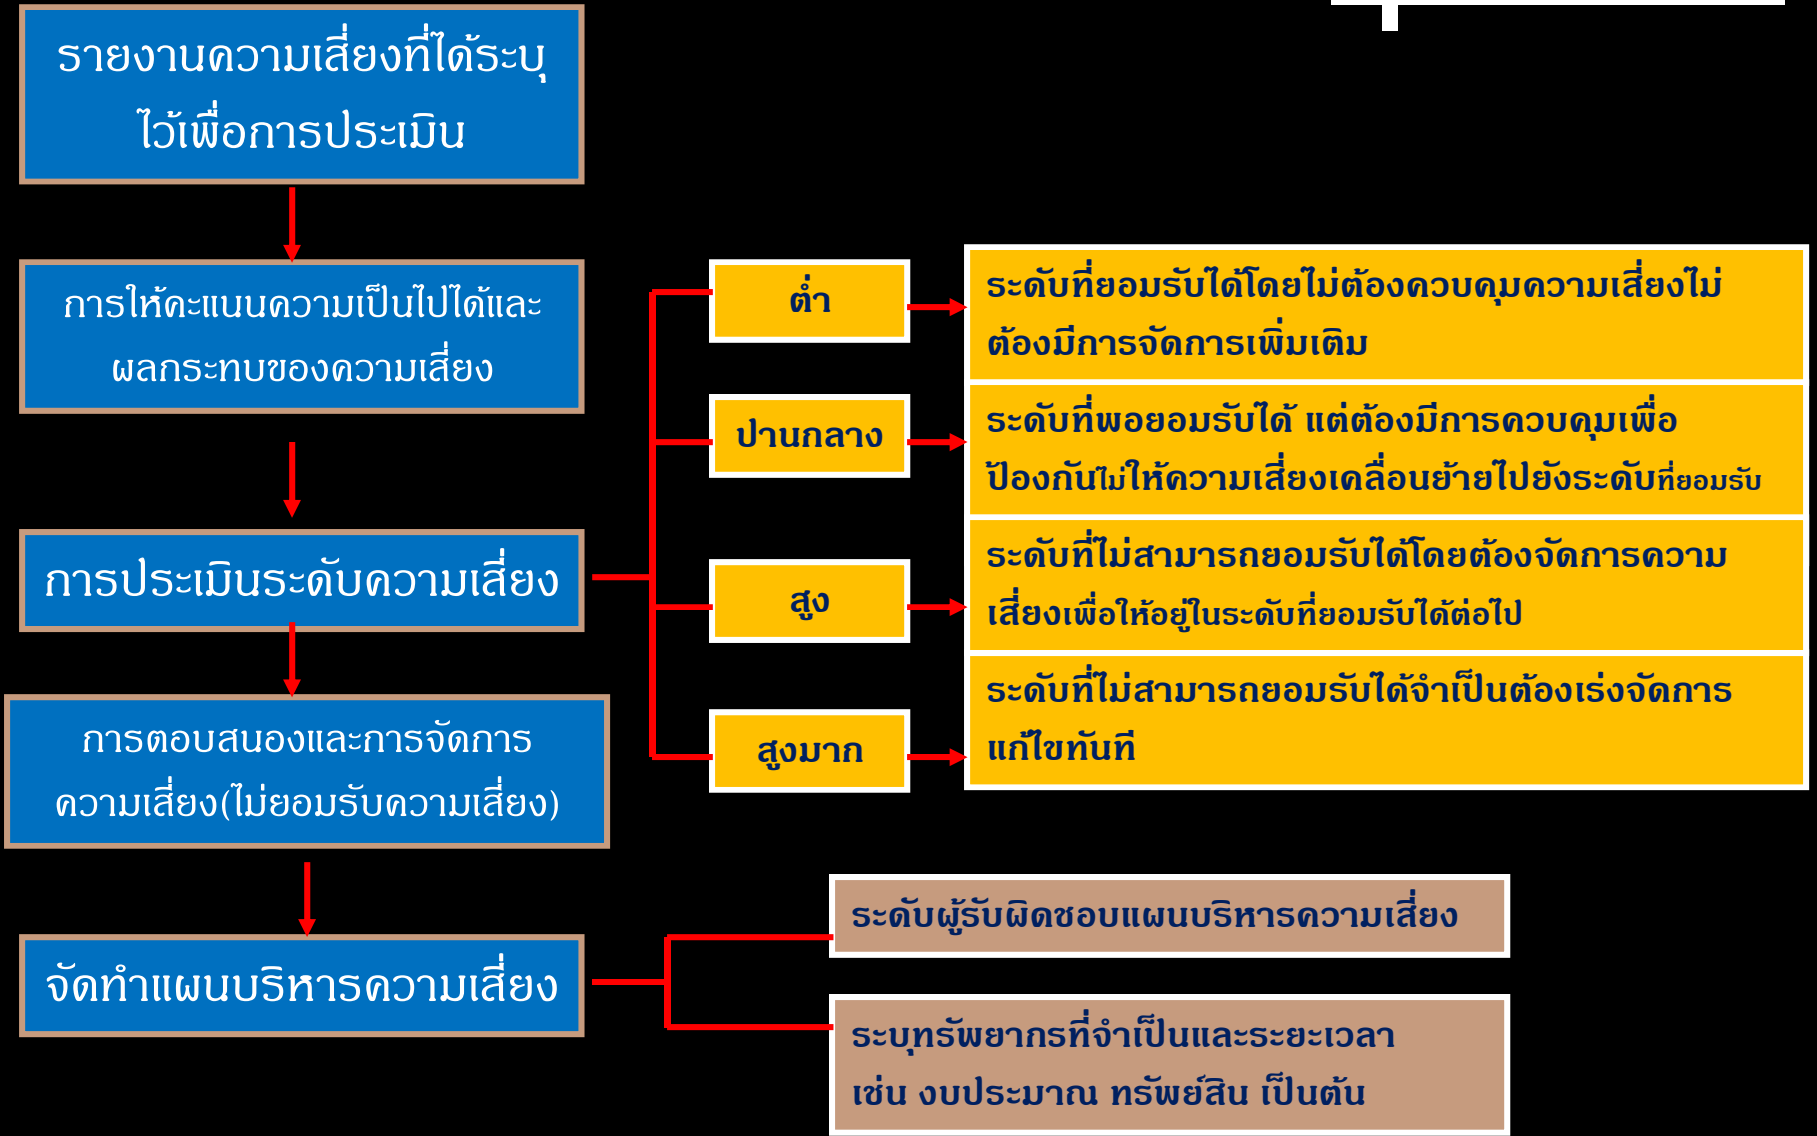 รายงานความเสี่ยงที่ได้ระบุ
ไว้เพื่อการประเมิน
การให้คะแนนความเป็นไปได้และ
ผลกระทบของความเสี่ยง
การประเมินระดับความเสี่ยง
ต่ำ
ระดับที่ยอมรับได้โดยไม่ต้องควบคุมความเสี่ยงไม่
ต้องมีการจัดการเพิ่มเติม
ปานกลาง
ระดับที่พอยอมรับได้ แต่ต้องมีการควบคุมเพื่อ
ป้องกันไม่ให้ความเสี่ยงเคลื่อนย้ายไปยังระดับที่ยอมรับ
สูง
ระดับที่ไม่สามารถยอมรับได้โดยต้องจัดการความ
เสี่ยงเพื่อให้อยู่ในระดับที่ยอมรับได้ต่อไป
สูงมาก
ระดับที่ไม่สามารถยอมรับได้จำเป็นต้องเร่งจัดการ
แก้ไขทันที
การตอบสนองและการจัดการ
ความเสี่ยง(ไม่ยอมรับความเสี่ยง)
จัดทำแผนบริหารความเสี่ยง
ระดับผู้รับผิดชอบแผนบริหารความเสี่ยง
ระบุทรัพยากรที่จำเป็นและระยะเวลา
เช่น งบประมาณ ทรัพย์สิน เป็นต้น